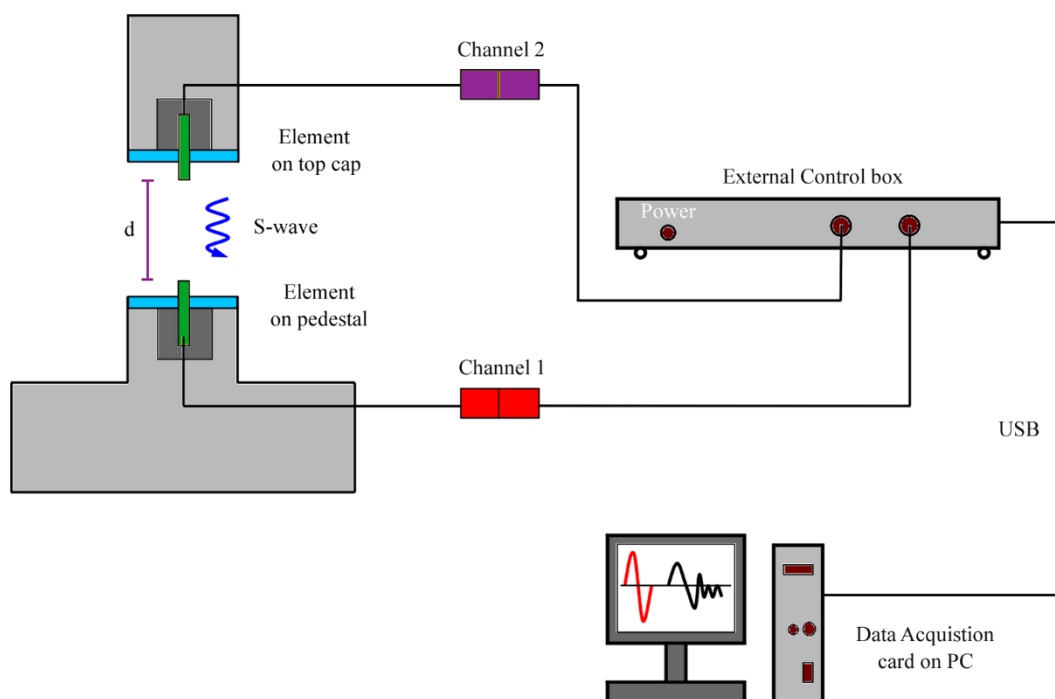 Channel 2
Element
on top cap
External Control box
Power
d
S-wave
Element
on pedestal
Channel 1
USB
Data Acquistion
card on PC